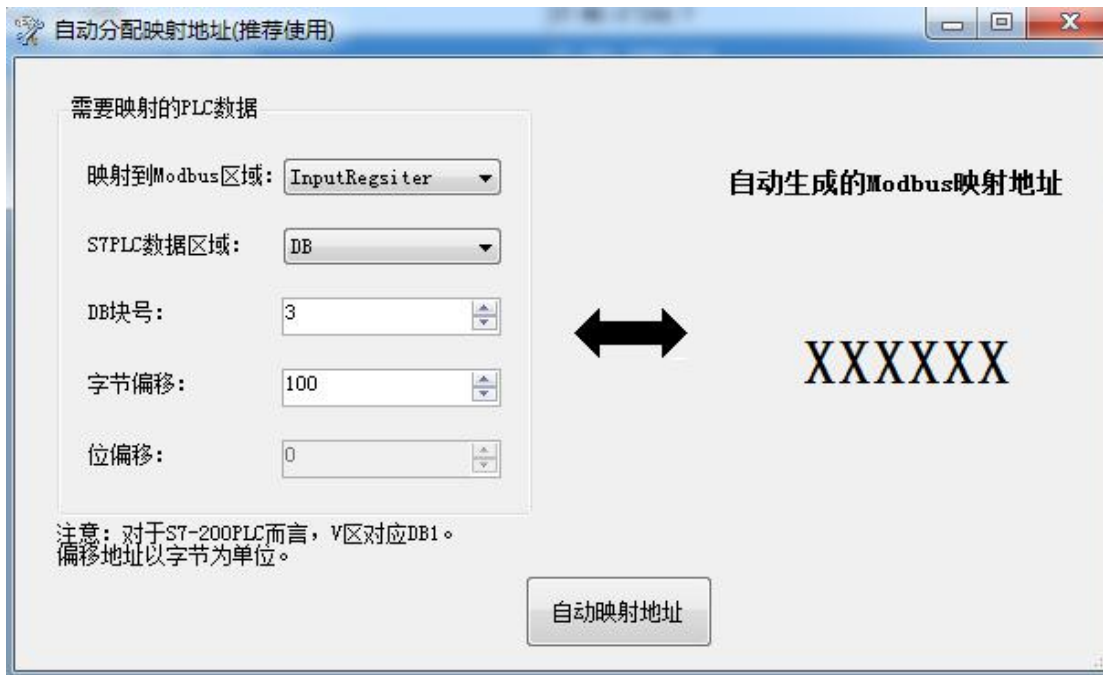 自动分配映射地址(推荐使用)
需要映射的PLC数据
映射到Modbus区域:
InputRegsiter
自动生成的Modbus映射地址
S7PLC数据区域:
DB
DB块号:
3
XXXXXX
字节偏移:
100
位偏移:
0
注意: 对于S7-200PLC而言,V区对应DB1。
偏移地址以字节为单位。
自动映射地址